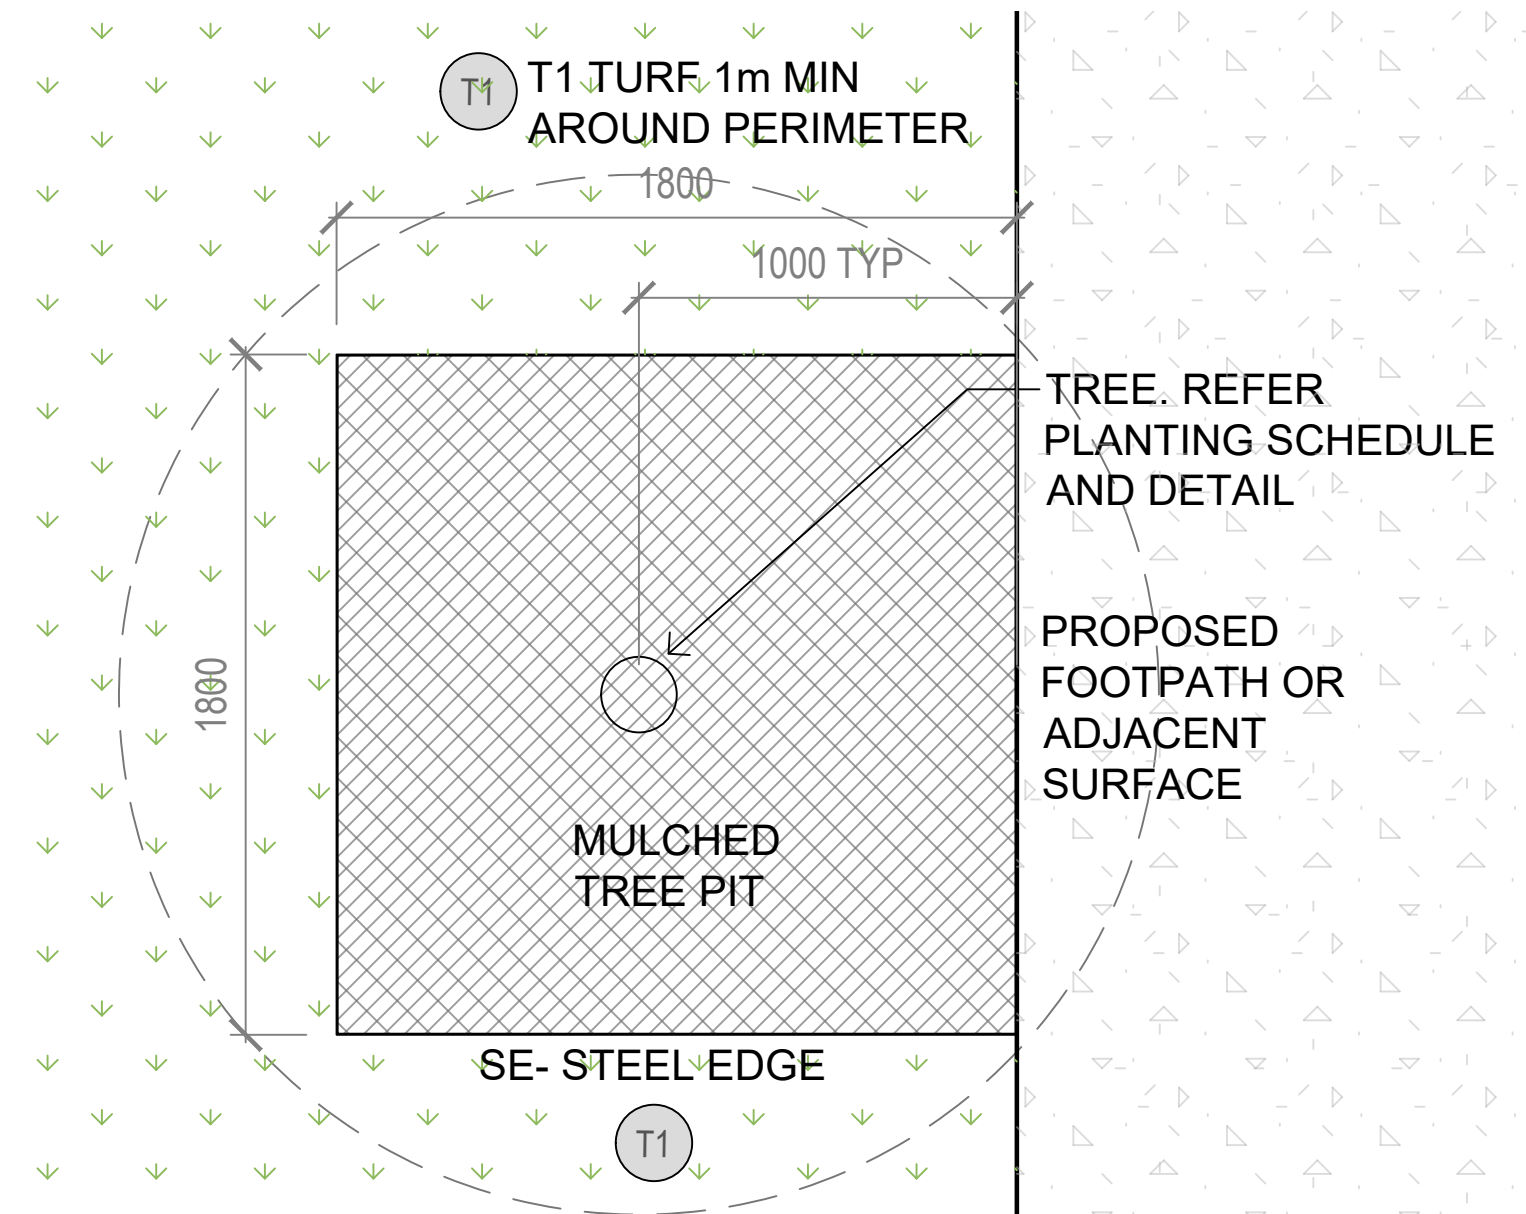 T1
T1 TURF 1m MIN
AROUND PERIMETER
1800
1000 TYP
TREE. REFER
PLANTING SCHEDULE
AND DETAIL
PROPOSED
FOOTPATH OR
ADJACENT
SURFACE
1800
MULCHED
TREE PIT
SE- STEEL EDGE
T1